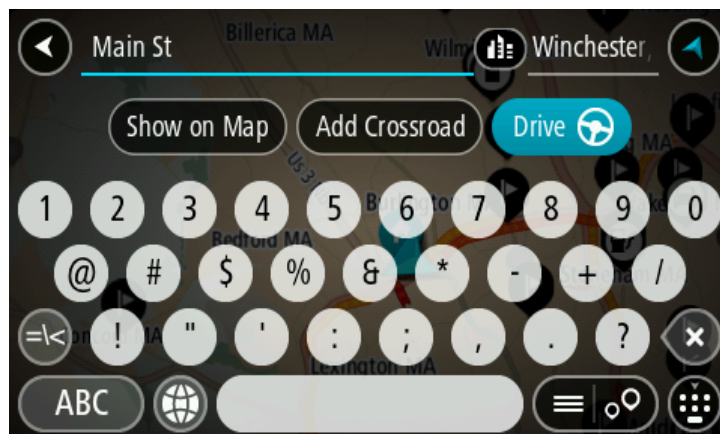 Billerica MA
Main St
Winchester,
Show on Map
Add Crossroad
Drive
1 2 3 4 5 6 7 8 9 0
Bedford MA
@ # $ % & * - + /
=\< ! " ' : ; , . ?
Lexington MA
ABC